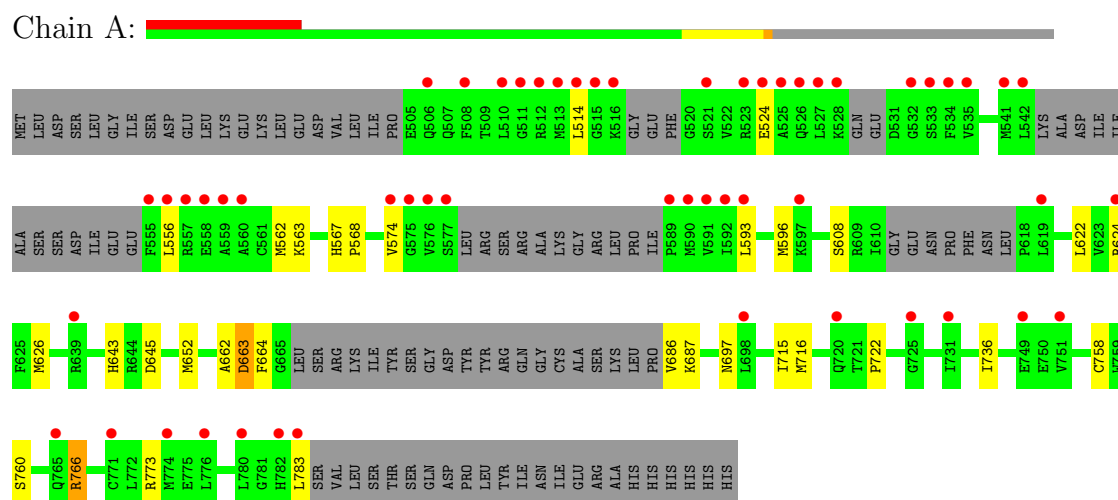 Chain A:
MET LEU ASP SER LEU GLY ILE SER ASP GLU LEU LYS GLU LYS LEU GLU ASP VAL LEU ILE PRO E505 Q506 Q507 F508 T509 L510 G511 R512 M513 L514 G515 K516 GLY GLU PHE G520 S521 V522 R523 E524 A525 Q526 L527 K528 GLN GLU D531 G532 S533 F534 V535 M541 L542 LYS ALA ASP ILE ILE
ALA SER SER ASP ILE GLU GLU F555 L556 R557 E558 A559 A560 C561 M562 K563 H567 P568 V574 G575 V576 S577 LEU ARG SER ARG ALA LYS GLY ARG LEU PRO ILE P589 M590 V591 I592 L593 M596 K597 S608 R609 I610 GLY GLU ASN PRO PHE ASN LEU P618 L619 L622 V623 R624
F625 M626 R639 H643 R644 D645 M652 A662 D663 F664 G665 LEU SER ARG LYS ILE TYR SER GLY ASP TYR TYR ARG GLN GLY CYS ALA SER LYS LEU PRO V686 K687 N697 L698 I715 M716 Q720 T721 P722 G725 I731 I736 E749 E750 V751 C758 W759
S760 Q765 R766 C771 L772 R773 M774 E775 L776 L780 G781 H782 L783 SER VAL LEU SER THR SER GLN ASP PRO LEU TYR ILE ASN ILE GLU ARG ALA HIS HIS HIS HIS HIS HIS